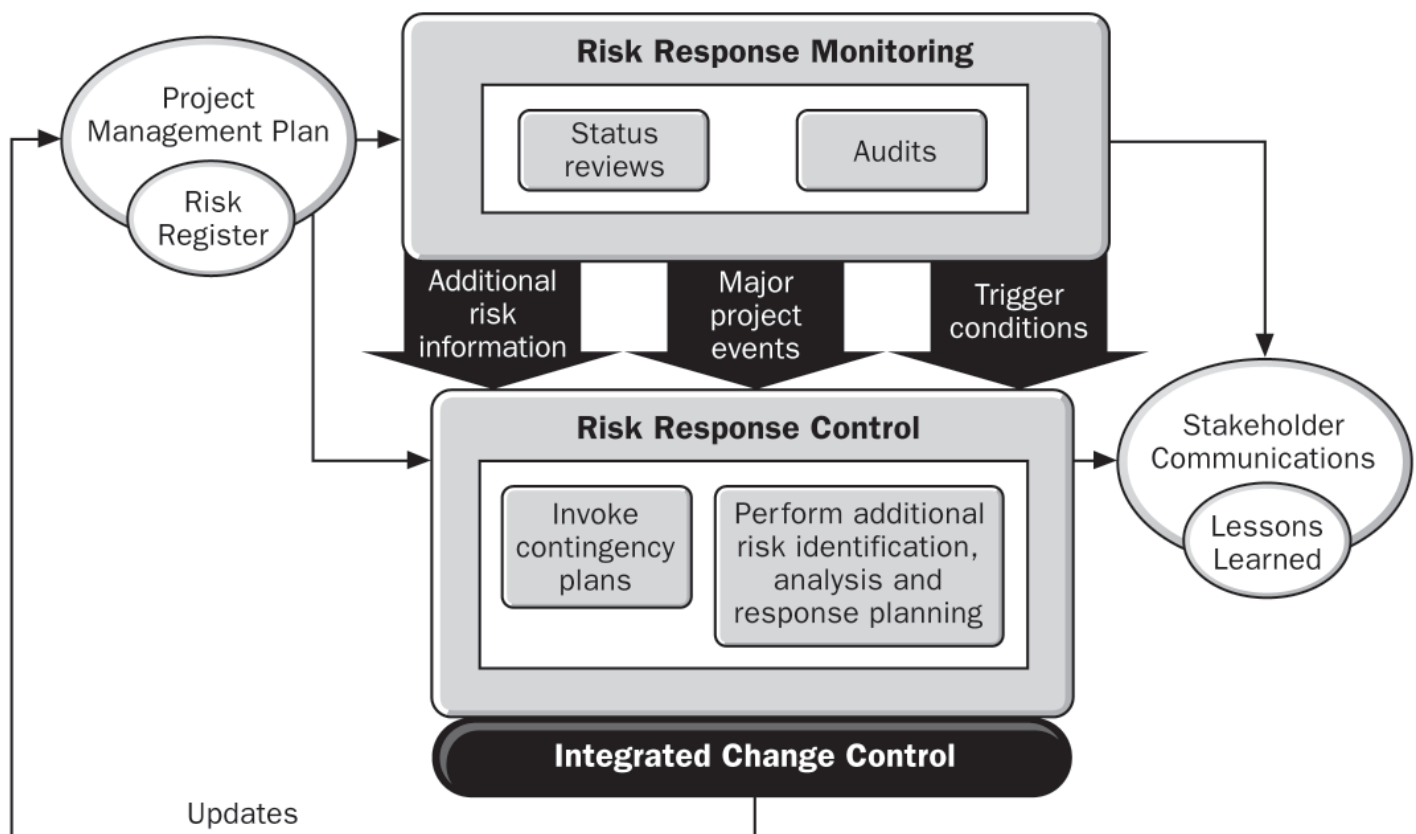 Risk Response Monitoring
Project
Management Plan
Risk
Register
Status
reviews
Audits
Additional
risk
information
Major
project
events
Trigger
conditions
Risk Response Control
Invoke
contingency
plans
Perform additional
risk identification,
analysis and
response planning
Stakeholder
Communications
Lessons
Learned
Integrated Change Control
Updates